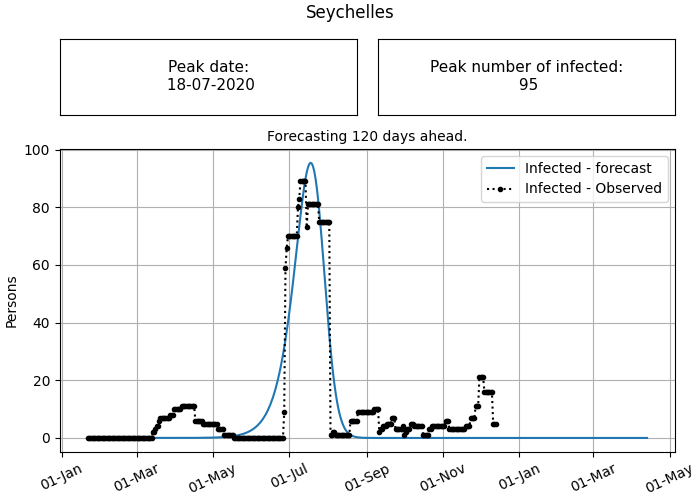 Seychelles
Peak date:
18-07-2020
Peak number of infected:
95
Forecasting 120 days ahead.
Infected - forecast
Infected - Observed
Persons
100
80
60
40
20
0
01-Jan
01-Mar
01-May
01-Jul
01-Sep
01-Nov
01-Jan
01-Mar
01-May